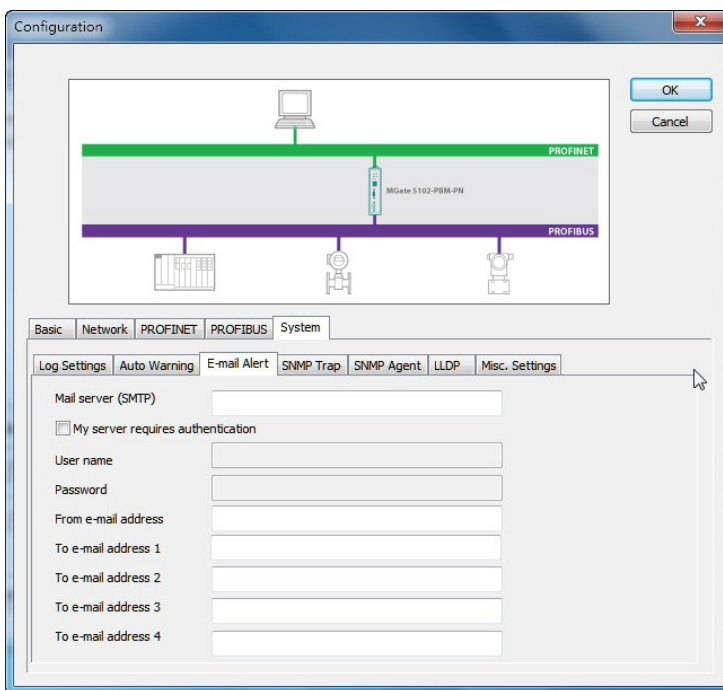 Configuration
OK
Cancel
PROFINET
MGate 5102-PBM-PN
PROFIBUS
Basic Network PROFINET PROFIBUS System
Log Settings Auto Warning E-mail Alert SNMP Trap SNMP Agent LLDP Misc. Settings
Mail server (SMTP)
My server requires authentication
User name
Password
From e-mail address
To e-mail address 1
To e-mail address 2
To e-mail address 3
To e-mail address 4